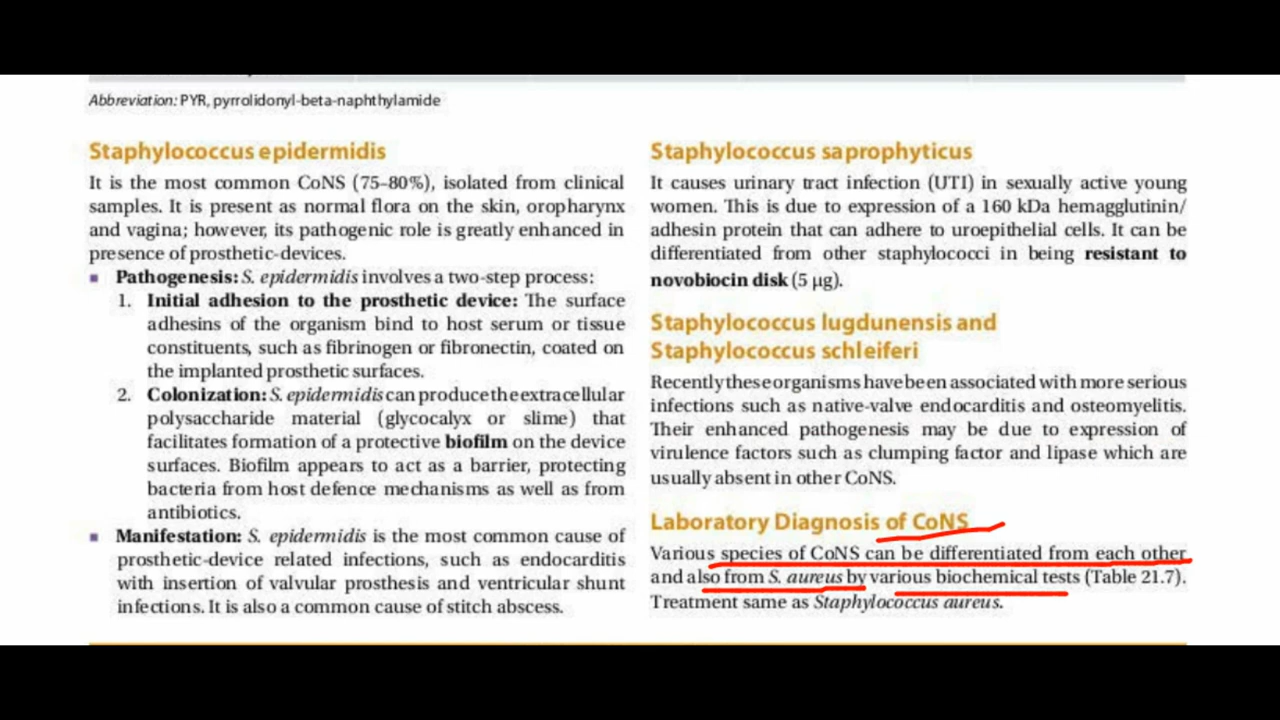 Abbreviation: PYR, pyrrolidonyl-beta-naphthylamide
Staphylococcus epidermidis
It is the most common CoNS (75–80%), isolated from clinical
samples. It is present as normal flora on the skin, oropharynx
and vagina; however, its pathogenic role is greatly enhanced in
presence of prosthetic-devices.
▪ Pathogenesis: S. epidermidis involves a two-step process:
1. Initial adhesion to the prosthetic device: The surface
adhesins of the organism bind to host serum or tissue
constituents, such as fibrinogen or fibronectin, coated on
the implanted prosthetic surfaces.
2. Colonization: S. epidermidis can produce the extracellular
polysaccharide material (glycocalyx or slime) that
facilitates formation of a protective biofilm on the device
surfaces. Biofilm appears to act as a barrier, protecting
bacteria from host defence mechanisms as well as from
antibiotics.
▪ Manifestation: S. epidermidis is the most common cause of
prosthetic-device related infections, such as endocarditis
with insertion of valvular prosthesis and ventricular shunt
infections. It is also a common cause of stitch abscess.
Staphylococcus saprophyticus
It causes urinary tract infection (UTI) in sexually active young
women. This is due to expression of a 160 kDa hemagglutinin/
adhesin protein that can adhere to uroepithelial cells. It can be
differentiated from other staphylococci in being resistant to
novobiocin disk (5 µg).
Staphylococcus lugdunensis and
Staphylococcus schleiferi
Recently these organisms have been associated with more serious
infections such as native-valve endocarditis and osteomyelitis.
Their enhanced pathogenesis may be due to expression of
virulence factors such as clumping factor and lipase which are
usually absent in other CoNS.
Laboratory Diagnosis of CoNS
Various species of CoNS can be differentiated from each other
and also from S. aureus by various biochemical tests (Table 21.7).
Treatment same as Staphylococcus aureus.